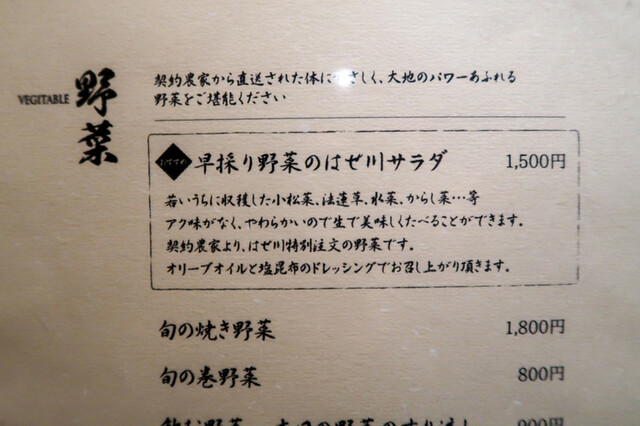 野菜
VEGITABLE
契約農家から直送された体にやさしく、大地のパワーあふれる
野菜をご堪能ください
おすすめ 早採り野菜のはぜ川サラダ 1,500円
若いうちに収穫した小松菜、法蓮草、水菜、からし菜…等
アク味がなく、やわらかいので生で美味しくたべることができます。
契約農家より、はぜ川特別注文の野菜です。
オリーブオイルと塩昆布のドレッシングでお召し上がり頂きます。
旬の焼き野菜 1,800円
旬の巻野菜 800円